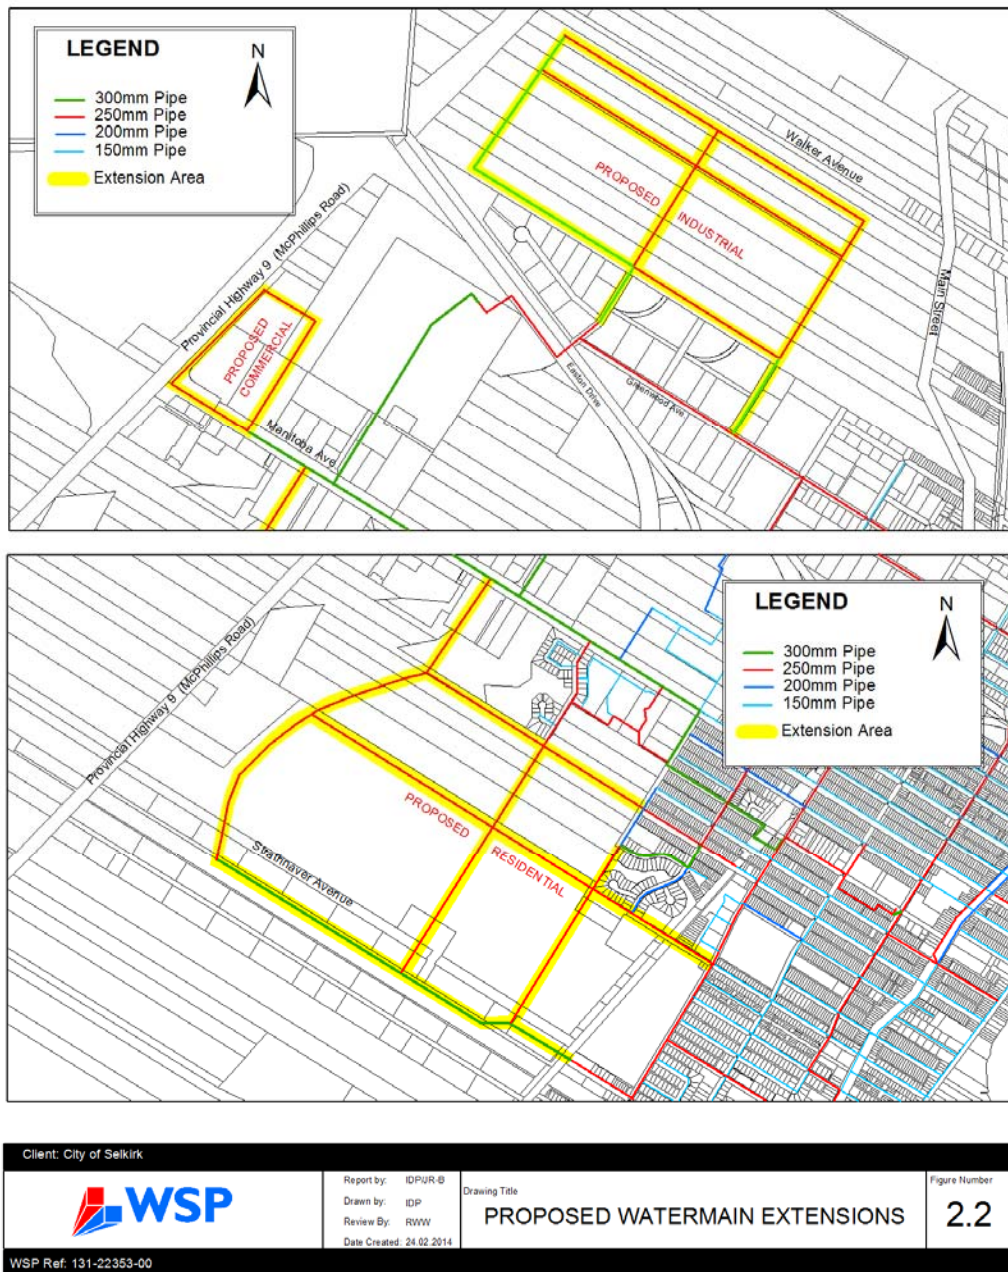 LEGEND
N
300mm Pipe
250mm Pipe
200mm Pipe
150mm Pipe
Extension Area
Provincial Highway 9 (McPhillips Road)
PROPOSED
COMMERCIAL
Manitoba Ave
PROPOSED
INDUSTRIAL
Walker Avenue
Main Street
Easton Drive
Greenwood Ave
LEGEND
N
300mm Pipe
250mm Pipe
200mm Pipe
150mm Pipe
Extension Area
Provincial Highway 9 (McPhillips Road)
PROPOSED
RESIDENTIAL
Strathnaver Avenue
Client: City of Selkirk
WSP
Report by: IDP/JR-B
Drawn by: IDP
Review By: RWW
Date Created: 24.02.2014
Drawing Title
PROPOSED WATERMAIN EXTENSIONS
Figure Number
2.2
WSP Ref: 131-22353-00